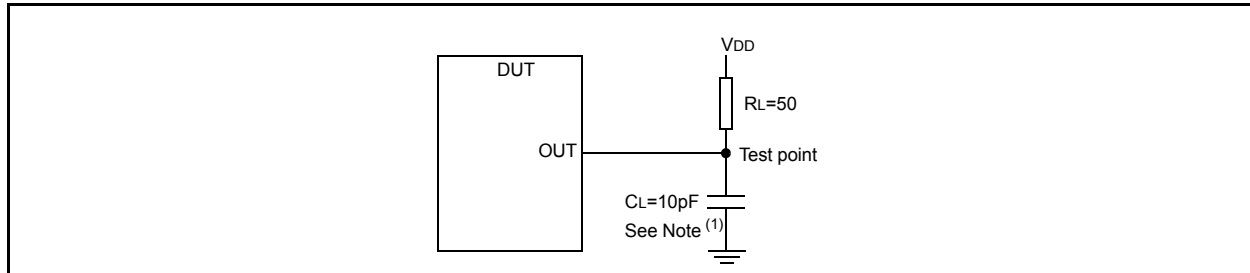 VDD
DUT
RL=50
OUT
Test point
CL=10pF
See Note (1)